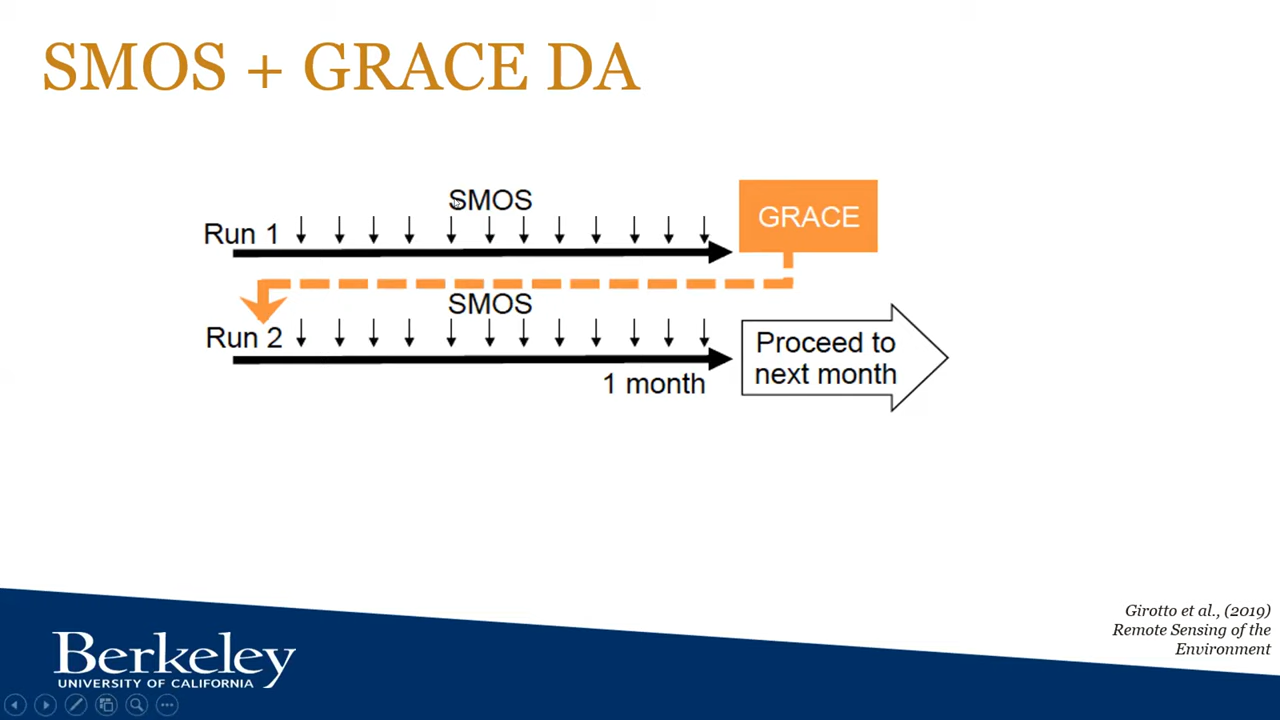 SMOS + GRACE DA
SMOS
GRACE
Run 1
SMOS
Run 2
Proceed to
next month
1 month
Girotto et al., (2019)
Remote Sensing of the
Environment
Berkeley
UNIVERSITY OF CALIFORNIA